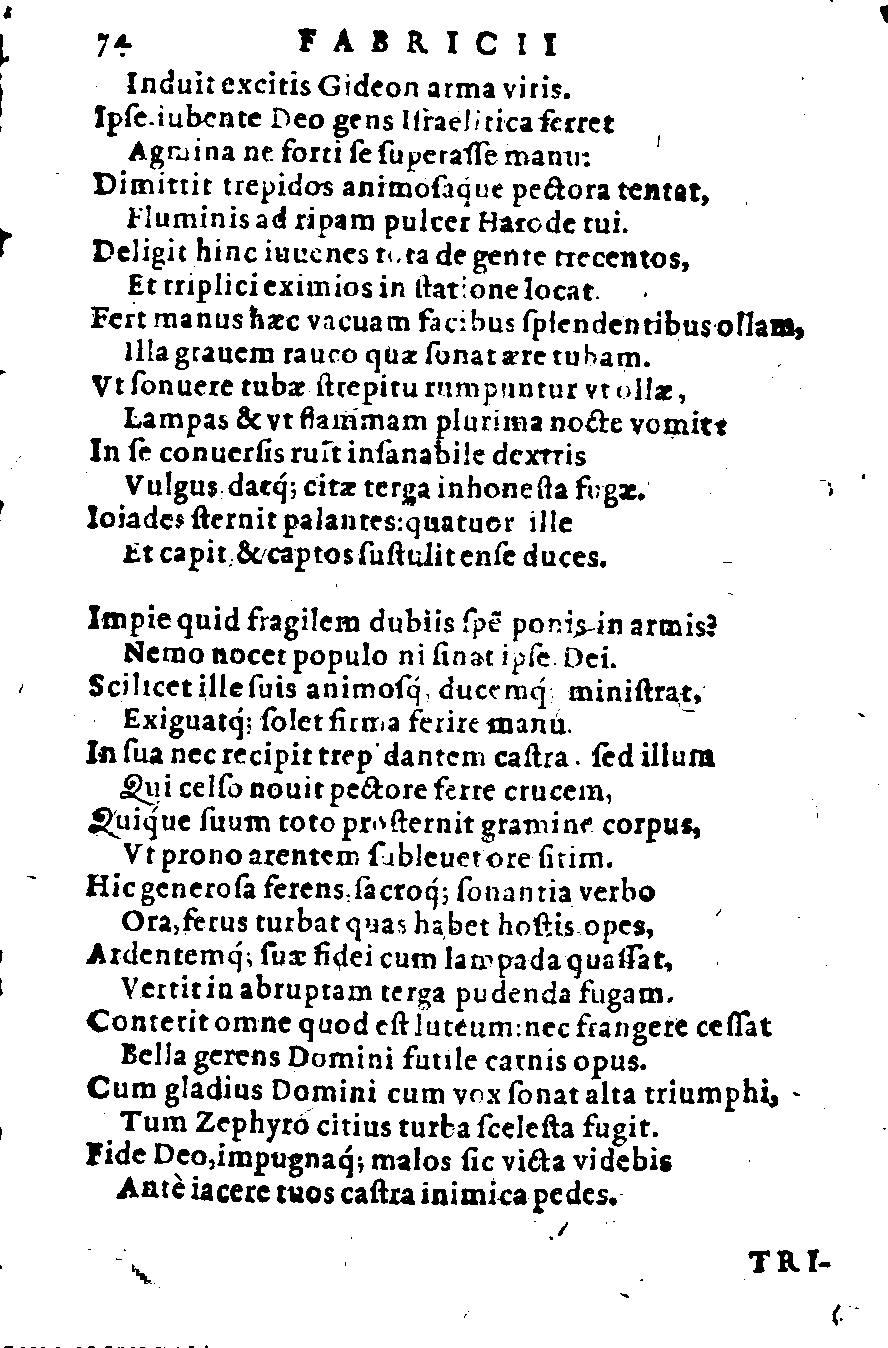 74 FABRICII
Induit excitis Gideon arma viris.
Ipſe iubente Deo gens Iſraelitica ferret
Agmina ne forti ſe ſuperaſſe manu:
Dimittit trepidos animoſaq́ue pectora tentat,
Fluminis ad ripam pulcer Harode tui.
Deligit hinc iuuenes tota de gente trecentos,
Et triplici eximios in ſtatione locat.
Fert manus hæc vacuam facibus ſplendentibus ollam,
Illa grauem rauco quæ ſonat ære tubam.
Vt ſonuere tubæ ſtrepitu rumpuntur vt ollæ,
Lampas & vt flammam plurima nocte vomitt
In ſe conuerſis ruit inſanabile dextris
Vulgus datq́; citæ terga inhoneſta fugæ.
Ioiades ſternit palantes: quatuor ille
Et capit, & captos ſuſtulit enſe duces.
Impie quid fragilem dubiis ſpẽ ponis in armis?
Nemo nocet populo ni ſinat ipſe Dei.
Scilicet ille ſuis animoſq́; ducemq́; miniſtrat,
Exiguatq́; ſolet firma ferire manu.
In ſua nec recipit trepidantem caſtra. ſed illum
Qui celſo nouit pectore ferre crucem,
Quiq́ue ſuum toto proſternit gramine corpus,
Vt prono arentem ſubleuet ore ſitim.
Hic generoſa ferens, ſacroq́; ſonantia verbo
Ora, ferus turbat quas habet hoſtis opes,
Ardentemq́; ſuæ fidei cum lampada quaſſat,
Vertit in abruptam terga pudenda fugam.
Conterit omne quod eſt luteum: nec frangere ceſſat
Bella gerens Domini futile carnis opus.
Cum gladius Domini cum vox ſonat alta triumphi,
Tum Zephyro citius turba ſceleſta fugit.
Fide Deo, impugnaq́; malos ſic victa videbis
Antè iacere tuos caſtra inimica pedes.
TRI-